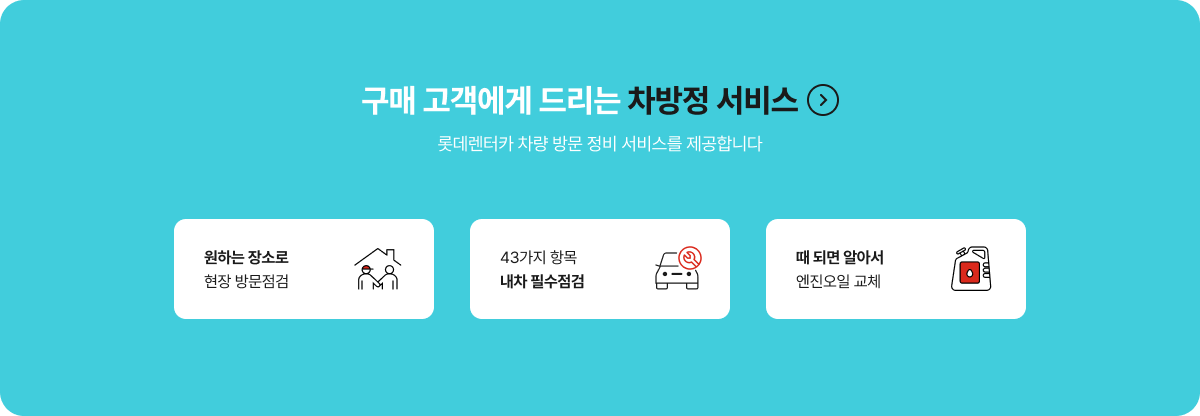 구매 고객에게 드리는 차방정 서비스
롯데렌터카 차량 방문 정비 서비스를 제공합니다
원하는 장소로
현장 방문점검
43가지 항목
내차 필수점검
때 되면 알아서
엔진오일 교체